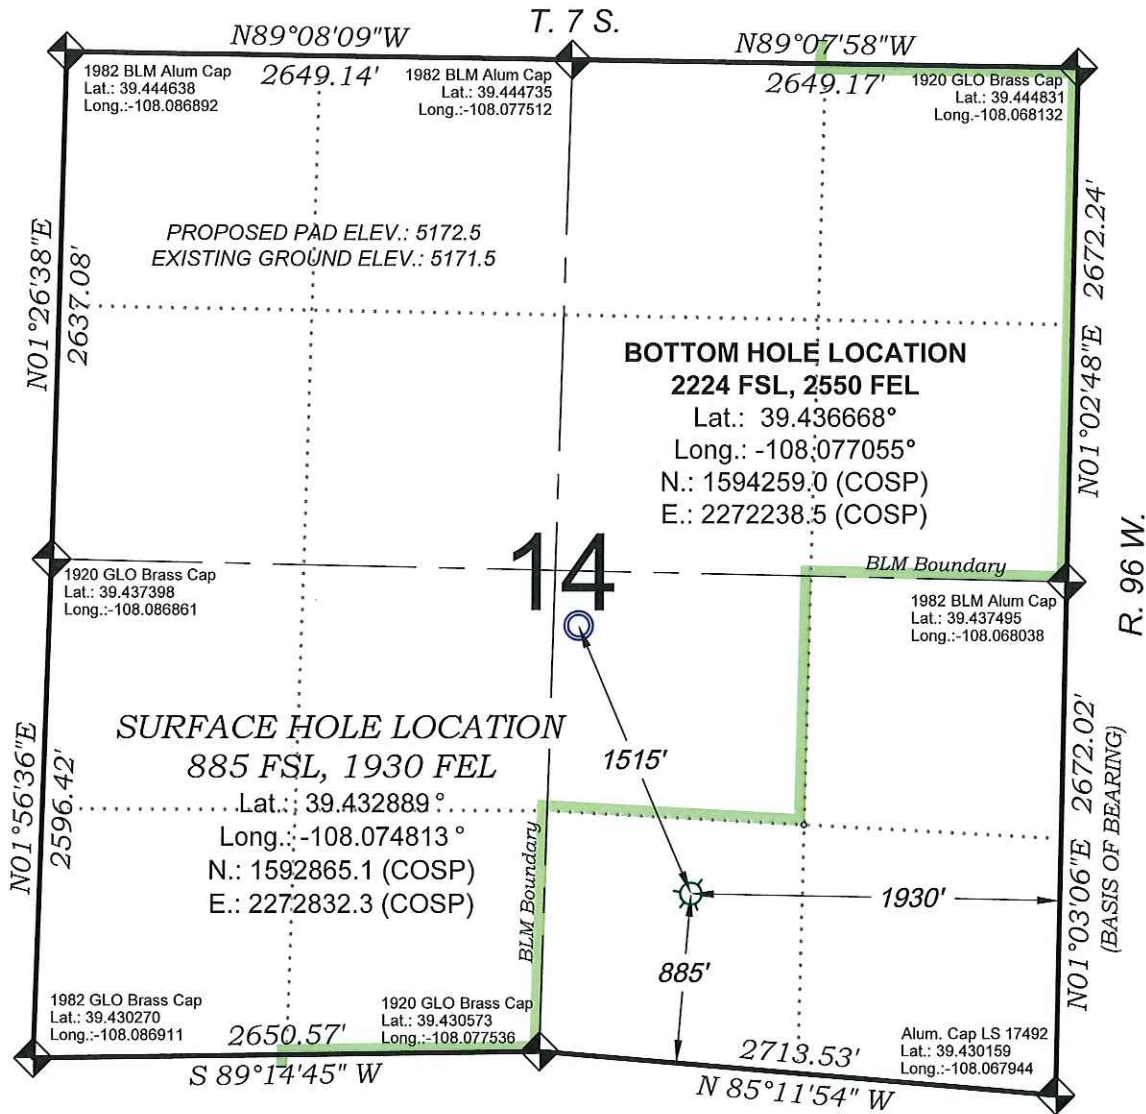 T. 7 S.
N89°08'09"W
N89°07'58"W
1982 BLM Alum Cap
Lat.: 39.444638
Long.:-108.086892
2649.14'
1982 BLM Alum Cap
Lat.: 39.444735
Long.:-108.077512
2649.17'
1920 GLO Brass Cap
Lat.: 39.444831
Long.-108.068132
N01°26'38"E
2637.08'
PROPOSED PAD ELEV.: 5172.5
EXISTING GROUND ELEV.: 5171.5
N01°02'48"E 2672.24'
BOTTOM HOLE LOCATION
2224 FSL, 2550 FEL
Lat.: 39.436668°
Long.: -108.077055°
N.: 1594259.0 (COSP)
E.: 2272238.5 (COSP)
R. 96 W.
14
BLM Boundary
1920 GLO Brass Cap
Lat.: 39.437398
Long.:-108.086861
1982 BLM Alum Cap
Lat.: 39.437495
Long.:-108.068038
N01°56'36"E
2596.42'
SURFACE HOLE LOCATION
885 FSL, 1930 FEL
Lat.: 39.432889°
Long.: -108.074813°
N.: 1592865.1 (COSP)
E.: 2272832.3 (COSP)
1515'
1930'
885'
BLM Boundary
N01°03'06"E 2672.02'
(BASIS OF BEARING)
1982 GLO Brass Cap
Lat.: 39.430270
Long.:-108.086911
2650.57'
S 89°14'45" W
1920 GLO Brass Cap
Lat.: 39.430573
Long.:-108.077536
2713.53'
N 85°11'54" W
Alum. Cap LS 17492
Lat.: 39.430159
Long.:-108.067944